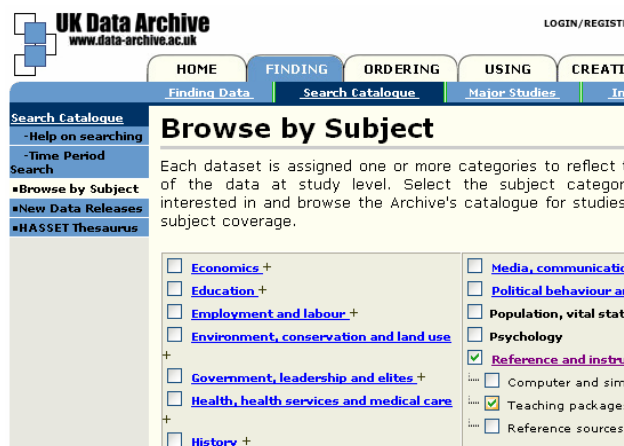 UK Data Archive
www.data-archive.ac.uk
LOGIN/REGIST
HOME FINDING ORDERING USING CREATI
Finding Data Search Catalogue Major Studies In
Search Catalogue
-Help on searching
-Time Period
Search
▪Browse by Subject
▪New Data Releases
▪HASSET Thesaurus
Browse by Subject
Each dataset is assigned one or more categories to reflect t
of the data at study level. Select the subject categor
interested in and browse the Archive's catalogue for studies
subject coverage.
Economics +
Education +
Employment and labour +
Environment, conservation and land use
+
Government, leadership and elites +
Health, health services and medical care
+
History +
Media, communicatio
Political behaviour a
Population, vital stat
Psychology
Reference and instru
Computer and sim
Teaching package
Reference sources